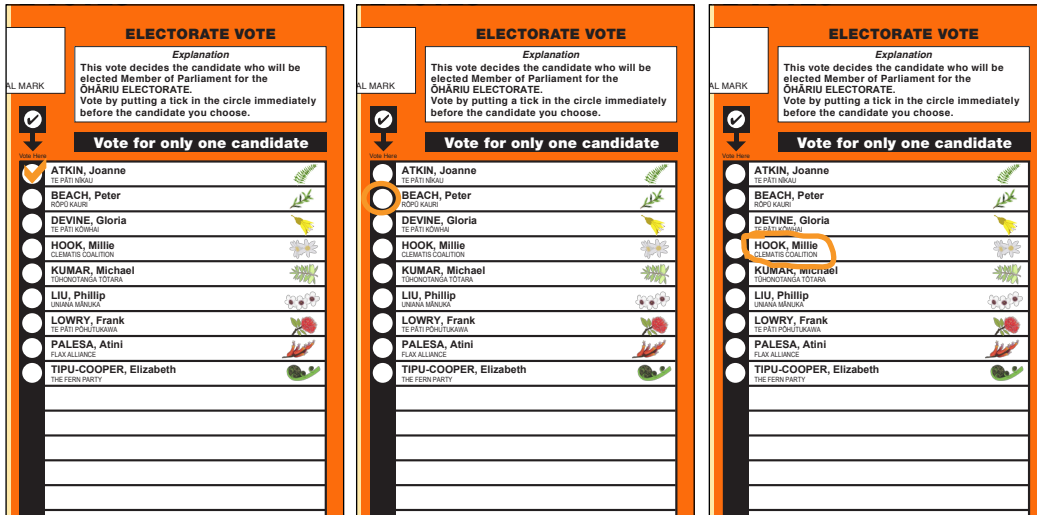 ELECTORATE VOTE
Explanation
This vote decides the candidate who will be
elected Member of Parliament for the
ŌHĀRIU ELECTORATE.
Vote by putting a tick in the circle immediately
before the candidate you choose.
AL MARK
Vote for only one candidate
Vote Here
ATKIN, Joanne
TE PĀTI NĪKAU
BEACH, Peter
RŌPŪ KAURI
DEVINE, Gloria
TE PĀTI KŌWHAI
HOOK, Millie
CLEMATIS COALITION
KUMAR, Michael
TŪHONOTANGA TŌTARA
LIU, Phillip
UNIANA MĀNUKA
LOWRY, Frank
TE PĀTI PŌHUTUKAWA
PALESA, Atini
FLAX ALLIANCE
TIPU-COOPER, Elizabeth
THE FERN PARTY
ELECTORATE VOTE
Explanation
This vote decides the candidate who will be
elected Member of Parliament for the
ŌHĀRIU ELECTORATE.
Vote by putting a tick in the circle immediately
before the candidate you choose.
AL MARK
Vote for only one candidate
Vote Here
ATKIN, Joanne
TE PĀTI NĪKAU
BEACH, Peter
RŌPŪ KAURI
DEVINE, Gloria
TE PĀTI KŌWHAI
HOOK, Millie
CLEMATIS COALITION
KUMAR, Michael
TŪHONOTANGA TŌTARA
LIU, Phillip
UNIANA MĀNUKA
LOWRY, Frank
TE PĀTI PŌHUTUKAWA
PALESA, Atini
FLAX ALLIANCE
TIPU-COOPER, Elizabeth
THE FERN PARTY
ELECTORATE VOTE
Explanation
This vote decides the candidate who will be
elected Member of Parliament for the
ŌHĀRIU ELECTORATE.
Vote by putting a tick in the circle immediately
before the candidate you choose.
AL MARK
Vote for only one candidate
Vote Here
ATKIN, Joanne
TE PĀTI NĪKAU
BEACH, Peter
RŌPŪ KAURI
DEVINE, Gloria
TE PĀTI KŌWHAI
HOOK, Millie
CLEMATIS COALITION
KUMAR, Michael
TŪHONOTANGA TŌTARA
LIU, Phillip
UNIANA MĀNUKA
LOWRY, Frank
TE PĀTI PŌHUTUKAWA
PALESA, Atini
FLAX ALLIANCE
TIPU-COOPER, Elizabeth
THE FERN PARTY